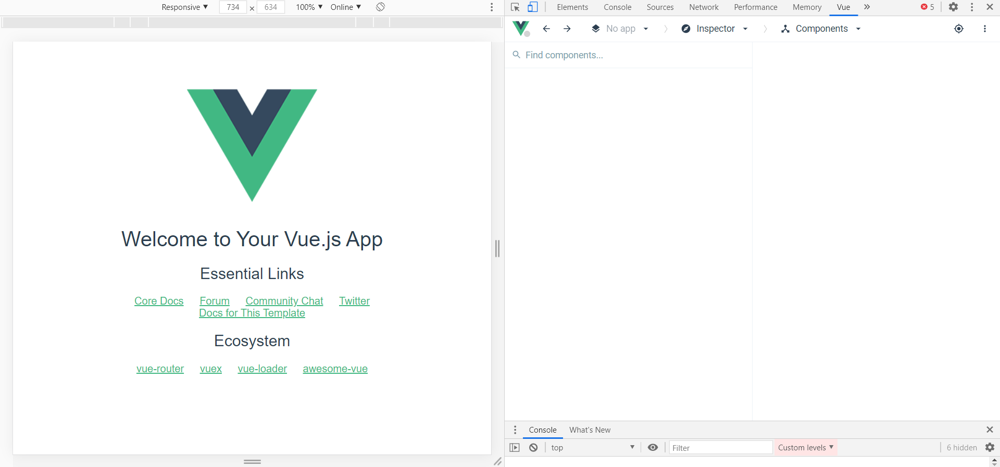 Responsive ▼ 734 × 634 100% ▼ Online ▼
Elements Console Sources Network Performance Memory Vue » 5
No app Inspector Components
Find components...
Welcome to Your Vue.js App
Essential Links
Core Docs Forum Community Chat Twitter
Docs for This Template
Ecosystem
vue-router vuex vue-loader awesome-vue
Console What's New
top ▼ Filter Custom levels ▼ 6 hidden